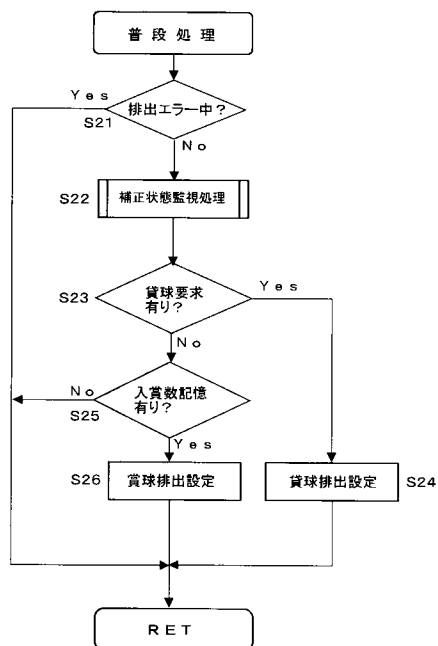 普段処理
Yes
排出エラー中？
S21
No
S22
補正状態監視処理
S23
貸球要求
有り？
Yes
No
No
入賞数記憶
有り？
S25
Yes
S26
賞球排出設定
貸球排出設定
S24
RET